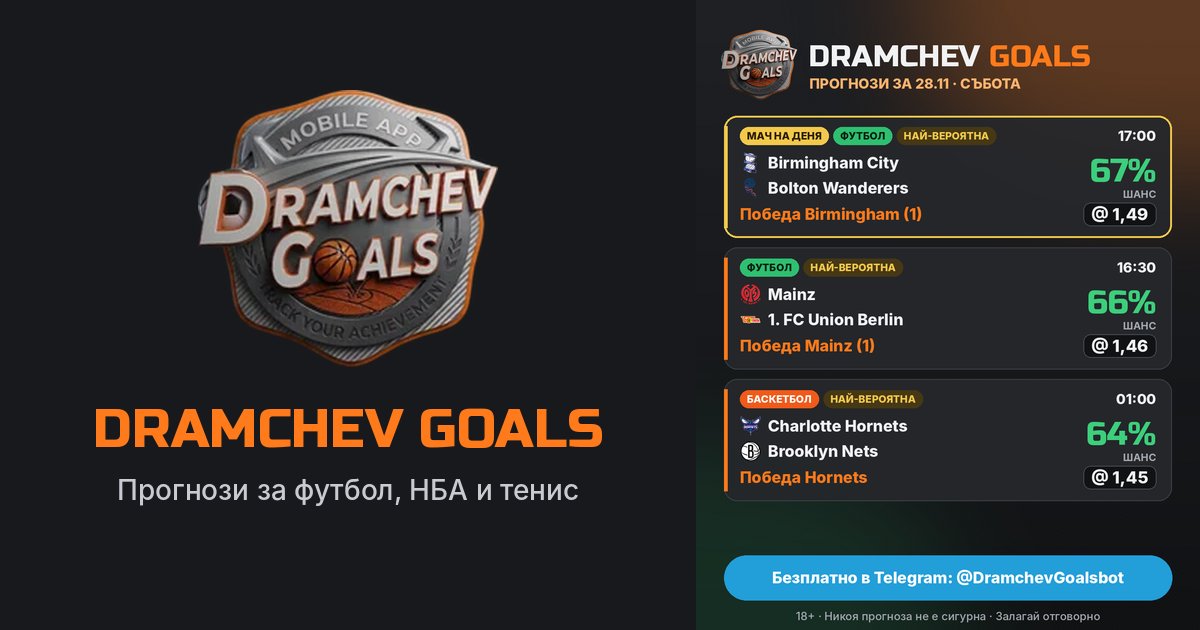 MOBILE APP
DRAMCHEV
GOALS
TRACK YOUR ACHIEVEMENT
DRAMCHEV GOALS
Прогнози за футбол, НБА и тенис
DRAMCHEV GOALS
DRAMCHEV GOALS
ПРОГНОЗИ ЗА 28.11 · СЪБОТА
МАЧ НА ДЕНЯ ФУТБОЛ НАЙ-ВЕРОЯТНА 17:00
Birmingham City 67%
Bolton Wanderers ШАНС
Победа Birmingham (1) @ 1,49
ФУТБОЛ НАЙ-ВЕРОЯТНА 16:30
Mainz 66%
1. FC Union Berlin ШАНС
Победа Mainz (1) @ 1,46
БАСКЕТБОЛ НАЙ-ВЕРОЯТНА 01:00
Charlotte Hornets 64%
Brooklyn Nets ШАНС
Победа Hornets @ 1,45
Безплатно в Telegram: @DramchevGoalsbot
18+ · Никоя прогноза не е сигурна · Залагай отговорно